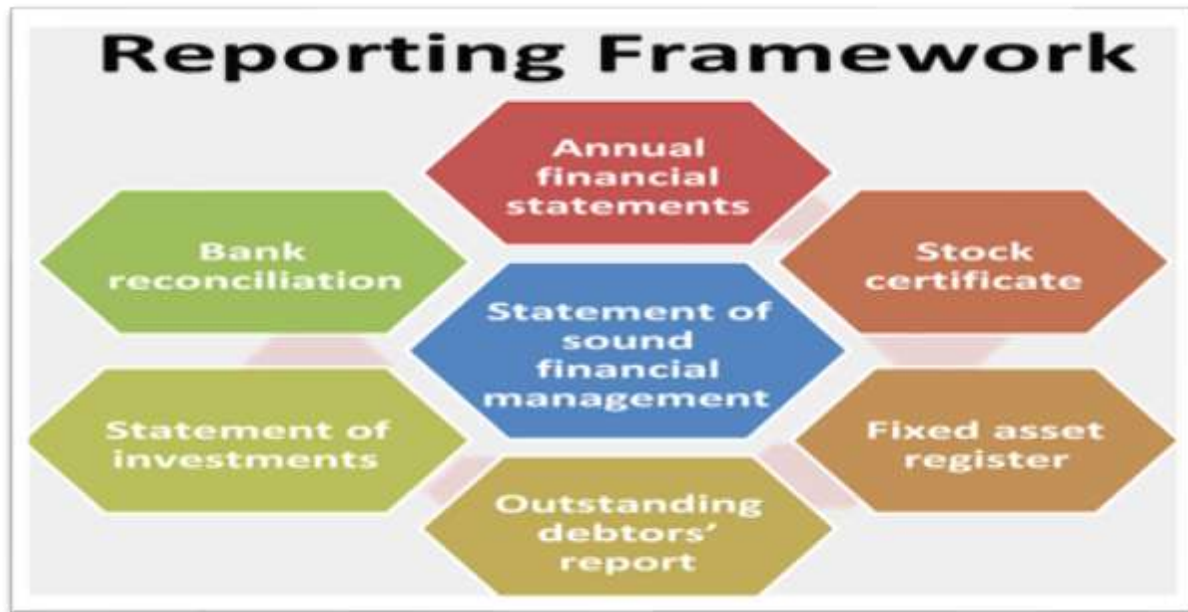 Reporting Framework
Annual
financial
statements
Stock
certificate
Fixed asset
register
Outstanding
debtors’
report
Statement of
investments
Bank
reconciliation
Statement of
sound
financial
management